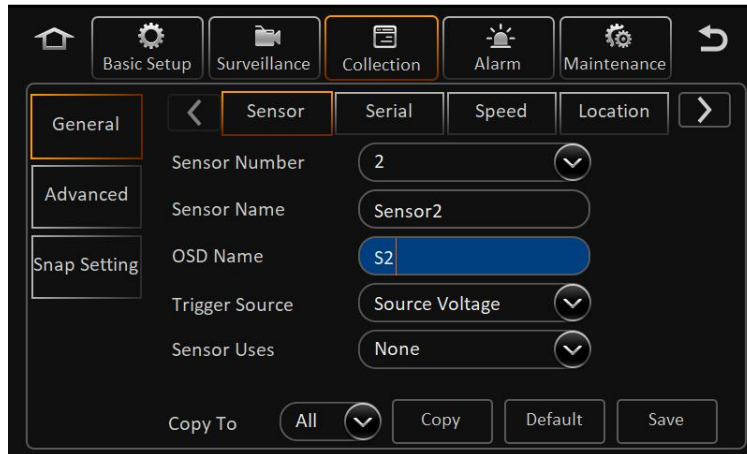 Basic Setup Surveillance Collection Alarm Maintenance
General
Advanced
Snap Setting
Sensor Serial Speed Location
Sensor Number 2
Sensor Name Sensor2
OSD Name S2
Trigger Source Source Voltage
Sensor Uses None
Copy To All Copy Default Save